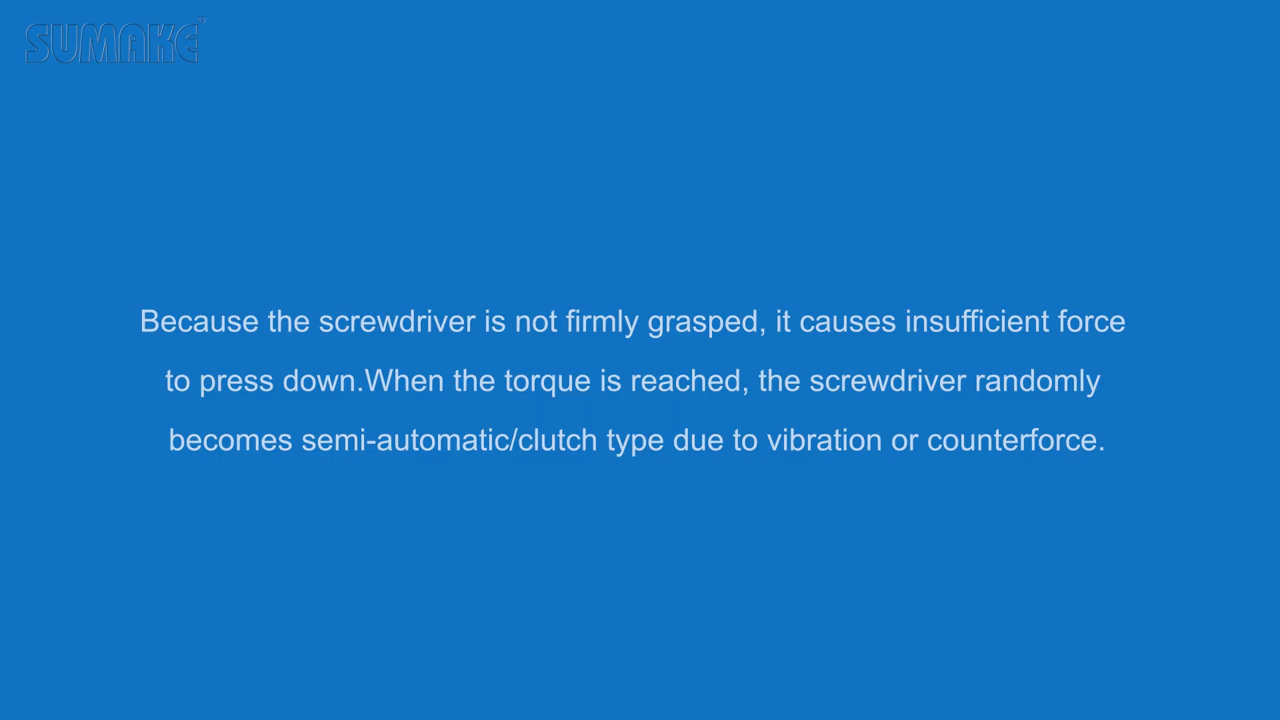 SUMAKE®
Because the screwdriver is not firmly grasped, it causes insufficient force
to press down.When the torque is reached, the screwdriver randomly
becomes semi-automatic/clutch type due to vibration or counterforce.